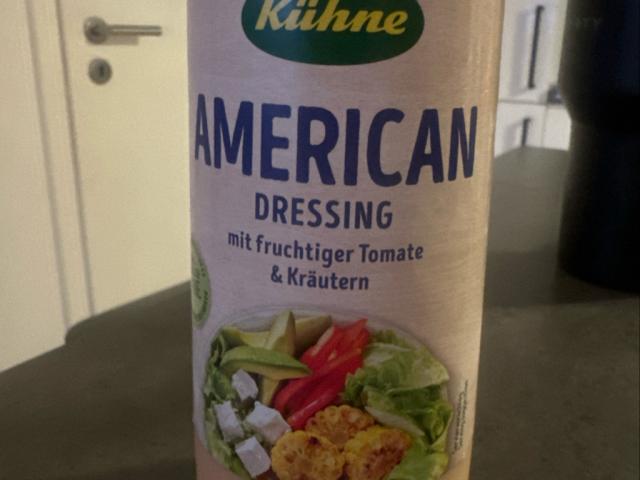 Kühne
AMERICAN
DRESSING
mit fruchtiger Tomate
& Kräutern